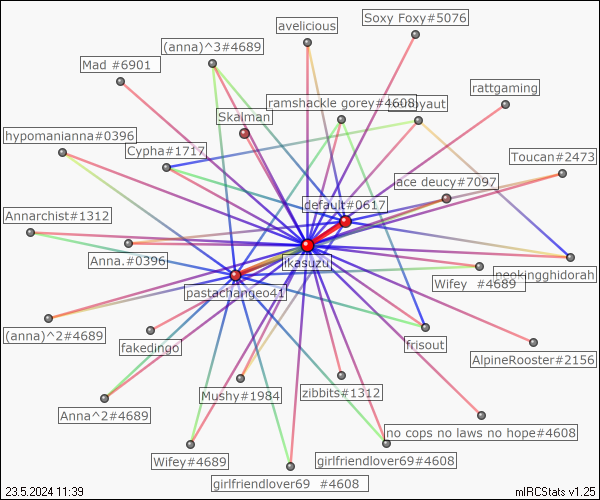 Soxy Foxy#5076
avelicious
(anna)^3#4689
Mad #6901
rattgaming
ramshackle gorey#4608
yaut
Skalman
hypomanianna#0396
Cypha#1717
Toucan#2473
ace deucy#7097
default#0617
Annarchist#1312
Anna.#0396
ikasuzu
neokingghidorah
Wifey #4689
pastachangeo41
(anna)^2#4689
fakedingo
frisout
AlpineRooster#2156
Mushy#1984
zibbits#1312
Anna^2#4689
no cops no laws no hope#4608
Wifey#4689
girlfriendlover69#4608
girlfriendlover69 #4608
23.5.2024 11:39
mIRCStats v1.25